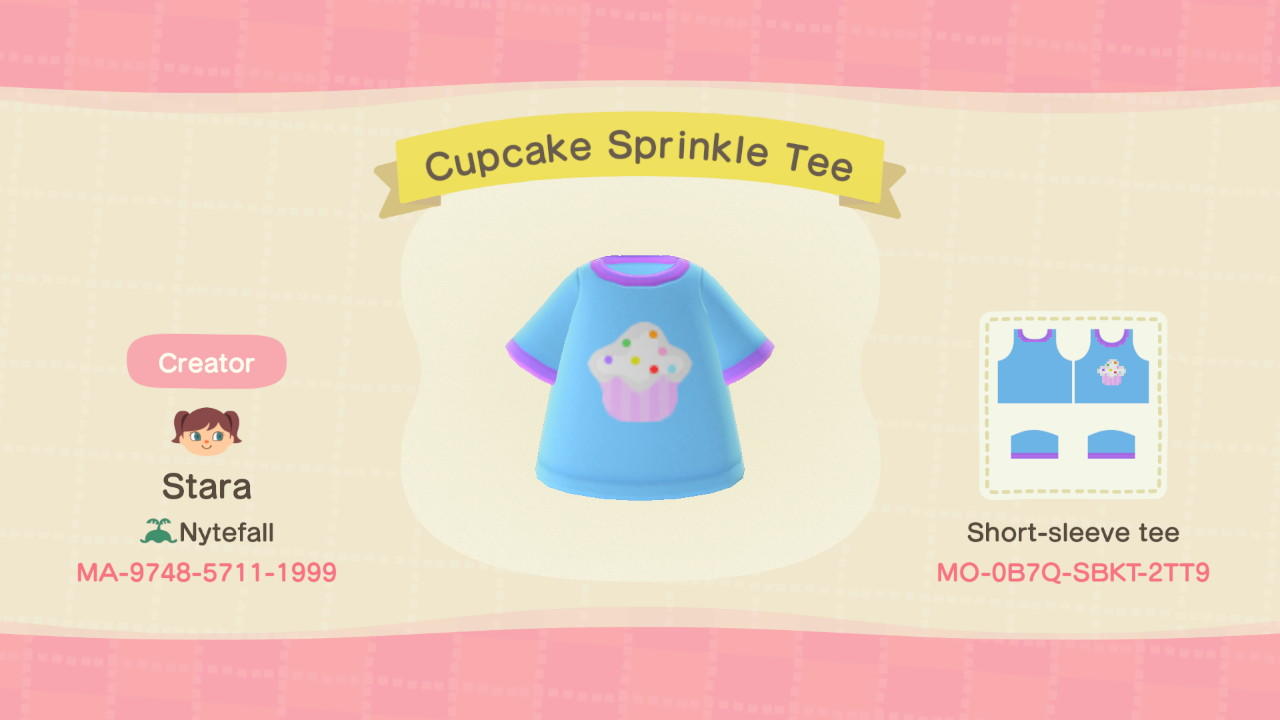 Cupcake Sprinkle Tee
Creator
Stara
Nytefall
MA-9748-5711-1999
Short-sleeve tee
MO-0B7Q-SBKT-2TT9